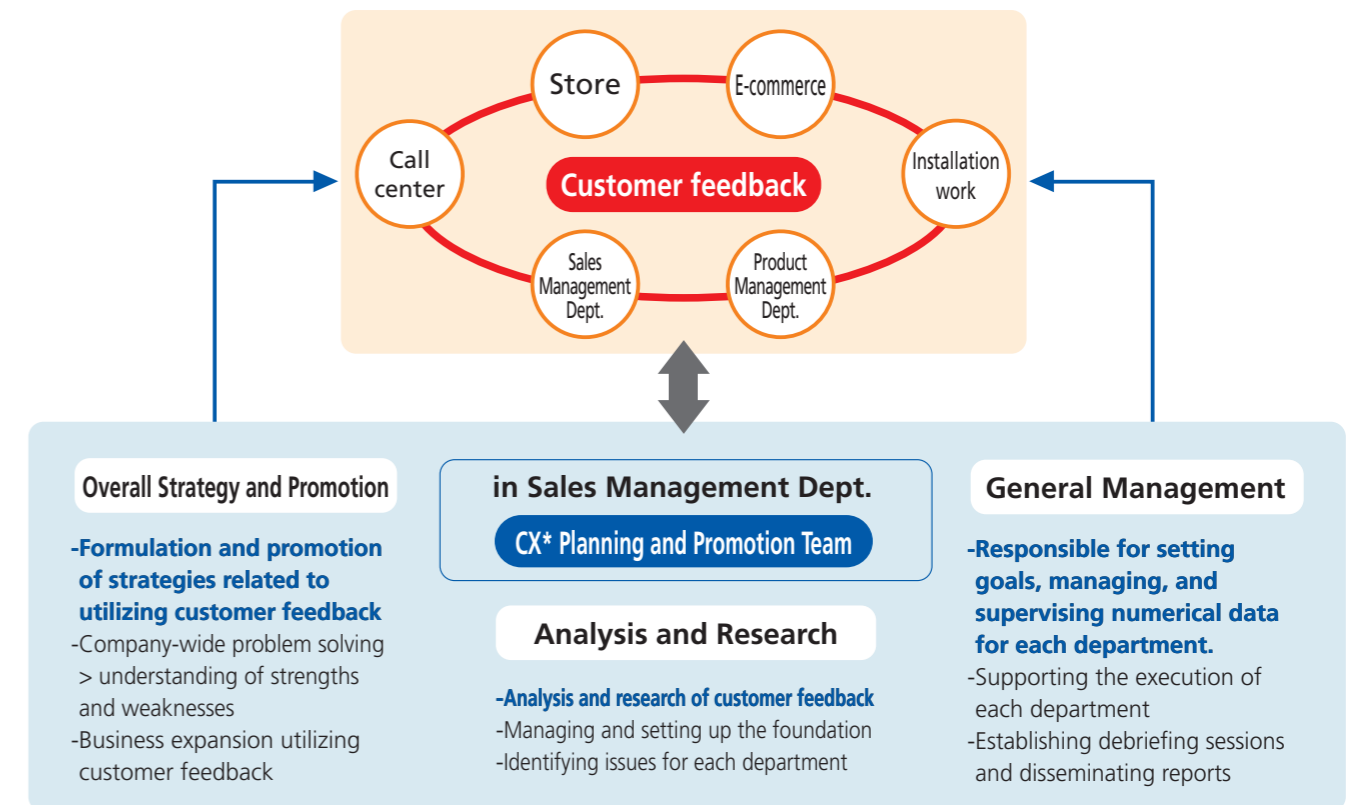 Store
E-commerce
Call
center
Customer feedback
Installation
work
Sales
Management
Dept.
Product
Management
Dept.
Overall Strategy and Promotion
-Formulation and promotion
of strategies related to
utilizing customer feedback
-Company-wide problem solving
> understanding of strengths
and weaknesses
-Business expansion utilizing
customer feedback
in Sales Management Dept.
CX* Planning and Promotion Team
Analysis and Research
-Analysis and research of customer feedback
-Managing and setting up the foundation
-Identifying issues for each department
General Management
-Responsible for setting
goals, managing, and
supervising numerical data
for each department.
-Supporting the execution of
each department
-Establishing debriefing sessions
and disseminating reports